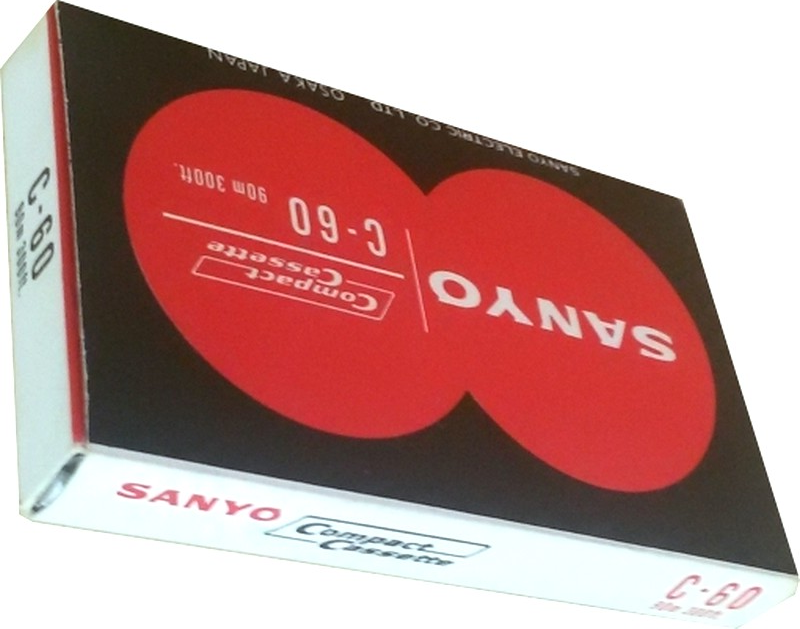 SANYO
Compact
Cassette
C-60
90m 300ft.
SANYO ELECTRIC CO. LTD. OSAKA JAPAN
C-60
90m 300ft.
SANYO
Compact
Cassette
C-60
90m 300ft.